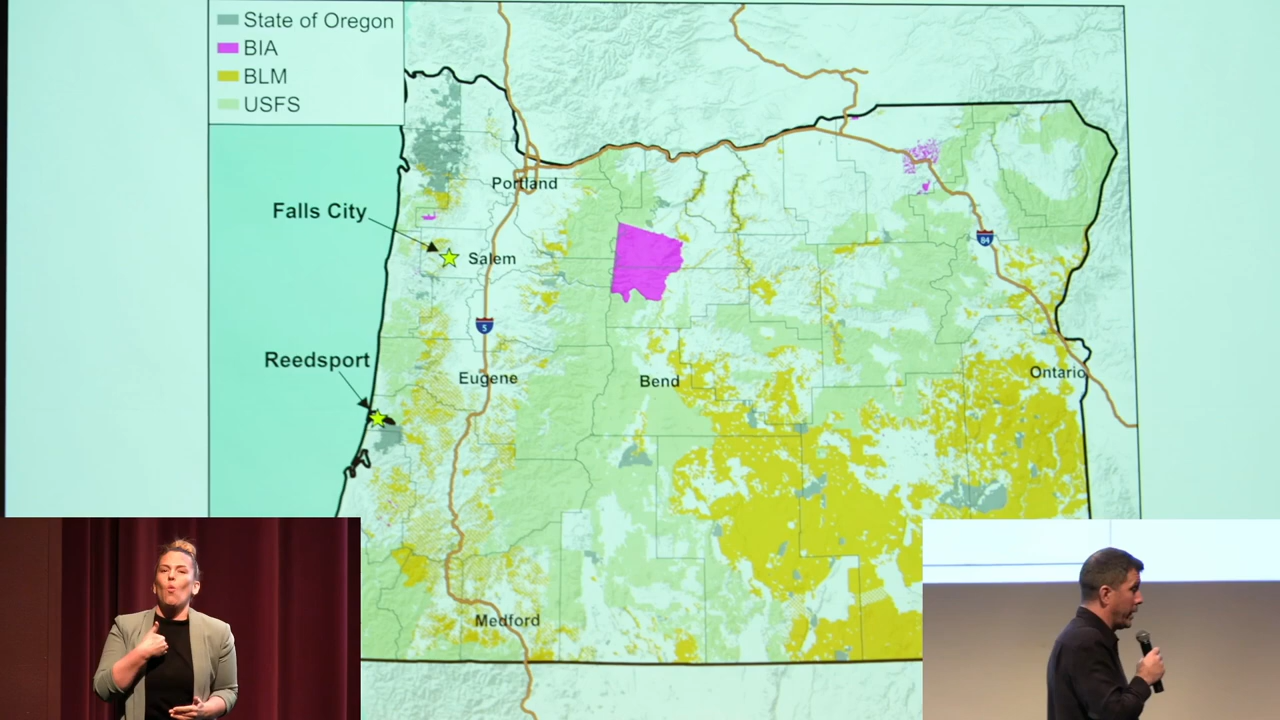 State of Oregon
BIA
BLM
USFS
Portland
Falls City
Salem
84
5
Reedsport
Eugene
Bend
Ontario
Medford